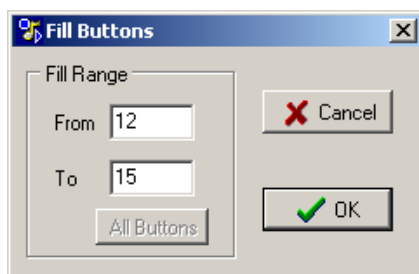 Fill Buttons
Fill Range
From 12
Cancel
To 15
OK
All Buttons